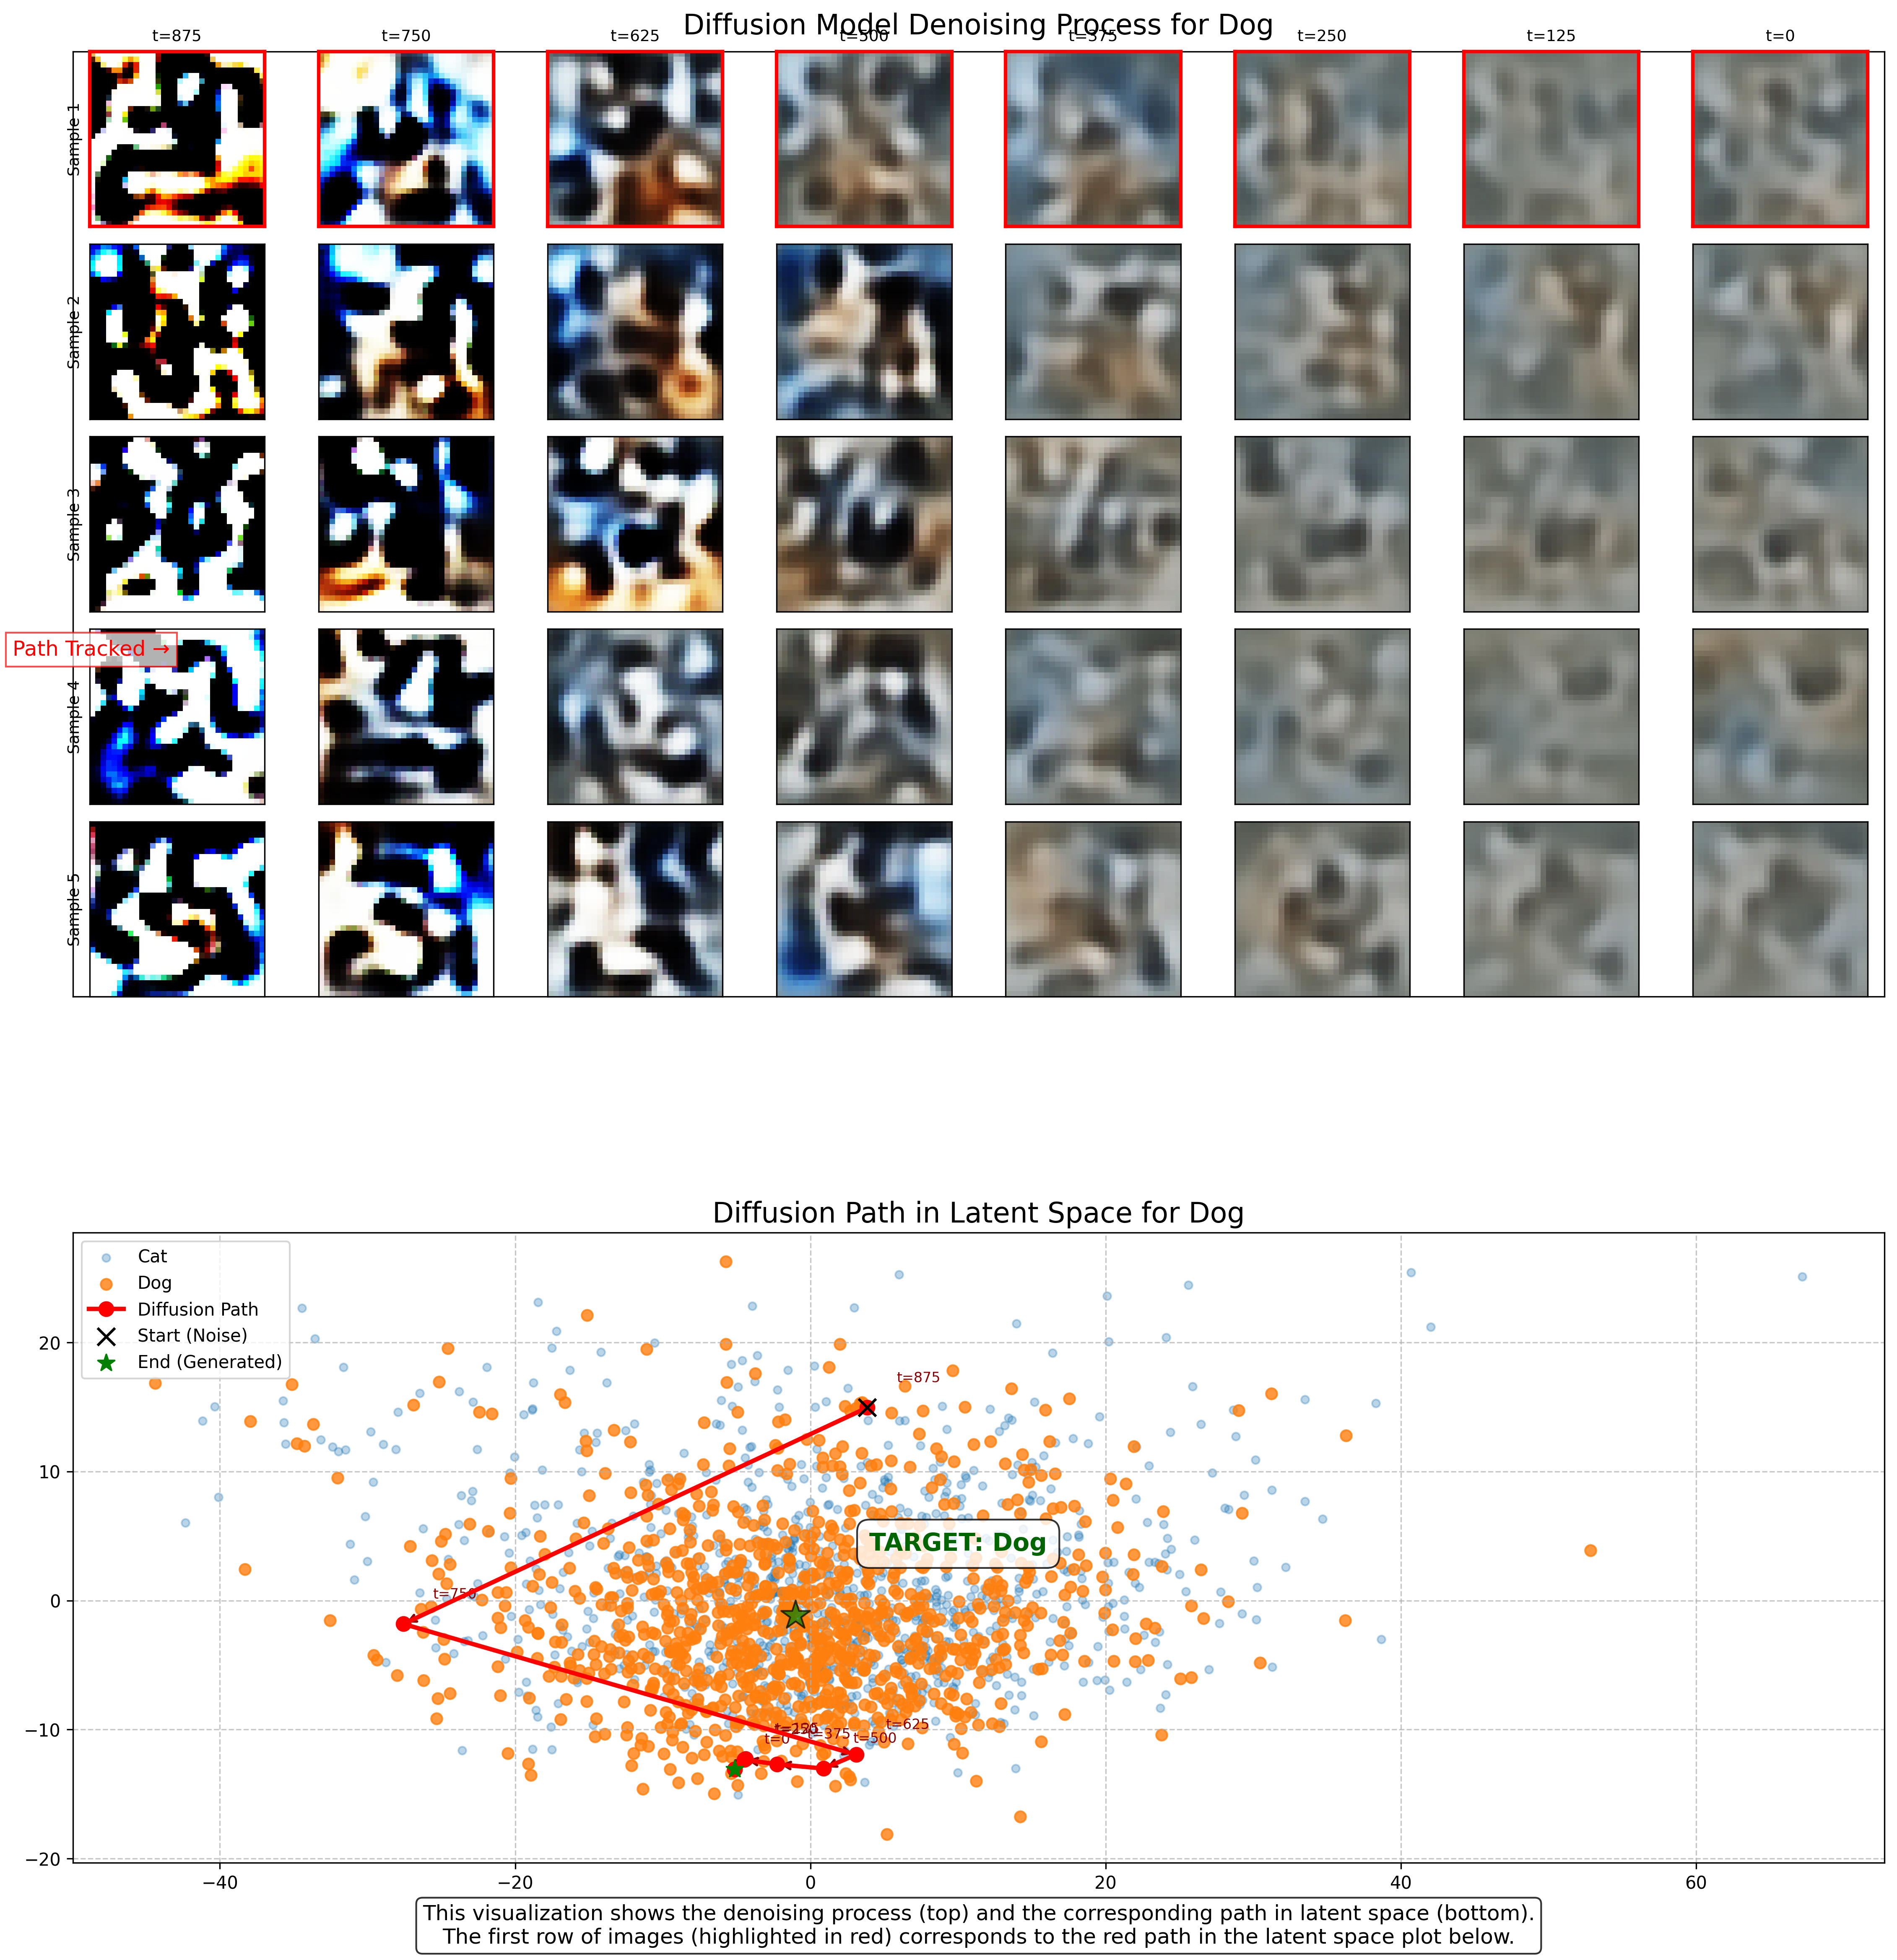 Diffusion Model Denoising Process for Dog
t=875 t=750 t=625 t=500 t=375 t=250 t=125 t=0
Sample 1
Sample 2
Sample 3
Path Tracked →
Sample 4
Sample 5
Diffusion Path in Latent Space for Dog
Cat
Dog
Diffusion Path
Start (Noise)
End (Generated)
t=875
TARGET: Dog
t=750
t=625
t=500
t=375
t=250
t=125
t=0
20
10
0
−10
−20
−40 −20 0 20 40 60
This visualization shows the denoising process (top) and the corresponding path in latent space (bottom).
The first row of images (highlighted in red) corresponds to the red path in the latent space plot below.